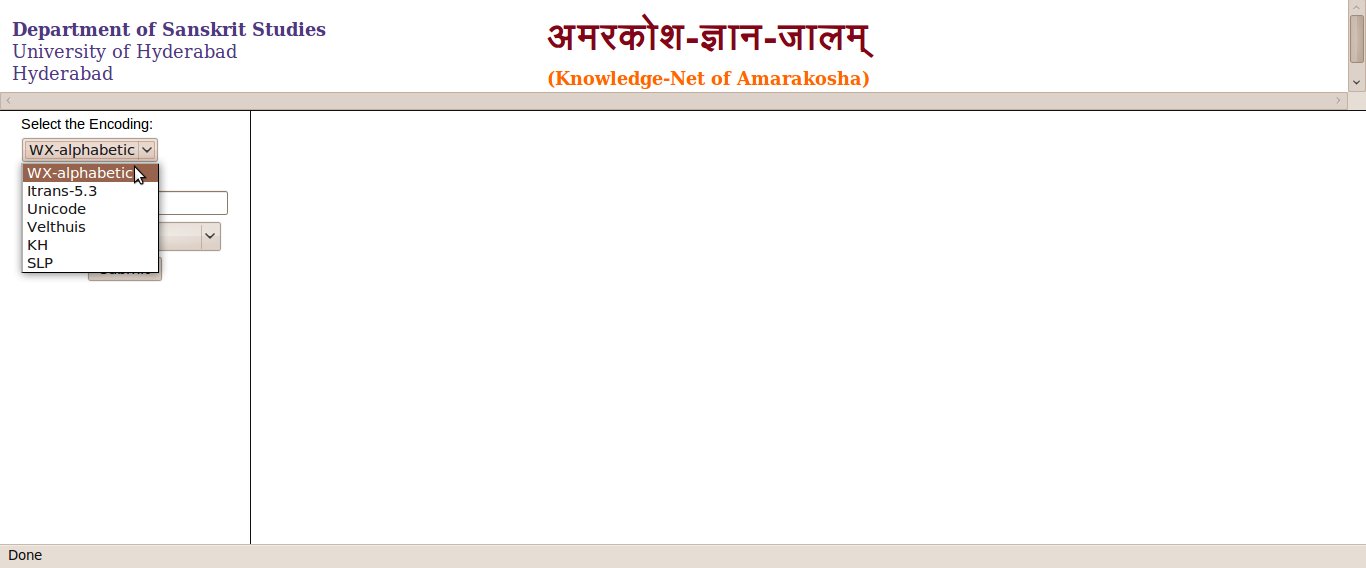 Department of Sanskrit Studies
University of Hyderabad
Hyderabad
अमरकोश-ज्ञान-जालम्
(Knowledge-Net of Amarakosha)
Select the Encoding:
WX-alphabetic
WX-alphabetic
Itrans-5.3
Unicode
Velthuis
KH
SLP
Done